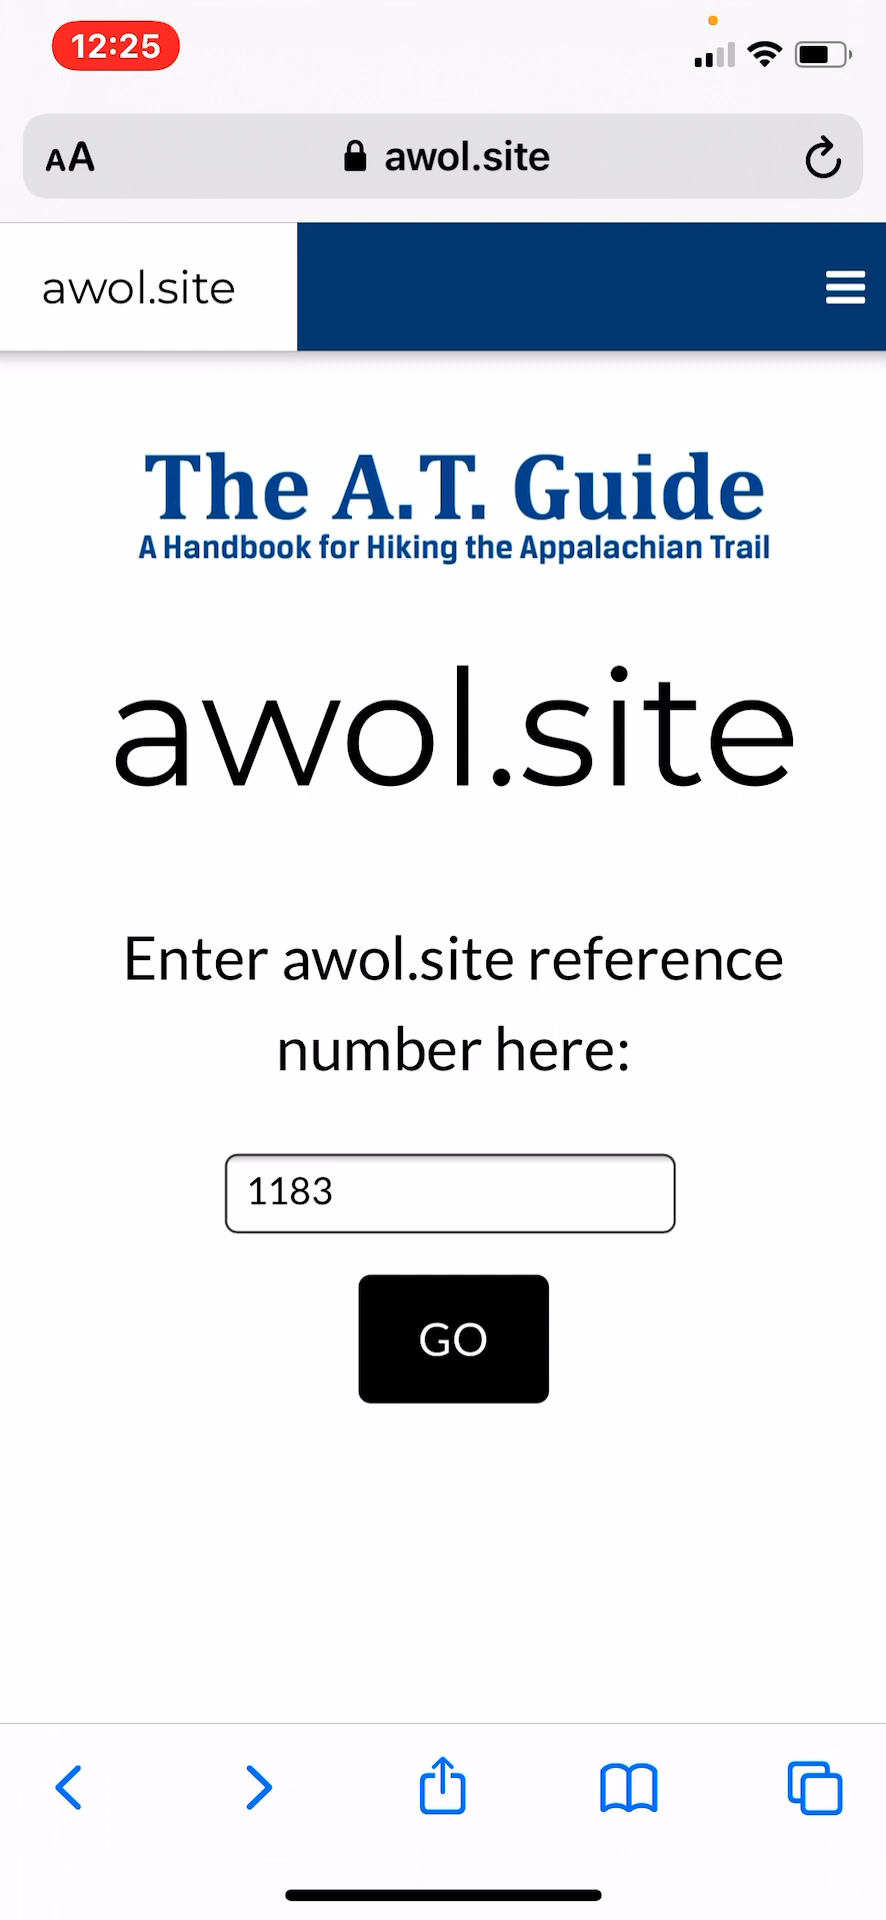 12:25
AA awol.site
awol.site
The A.T. Guide
A Handbook for Hiking the Appalachian Trail
awol.site
Enter awol.site reference
number here:
1183
GO